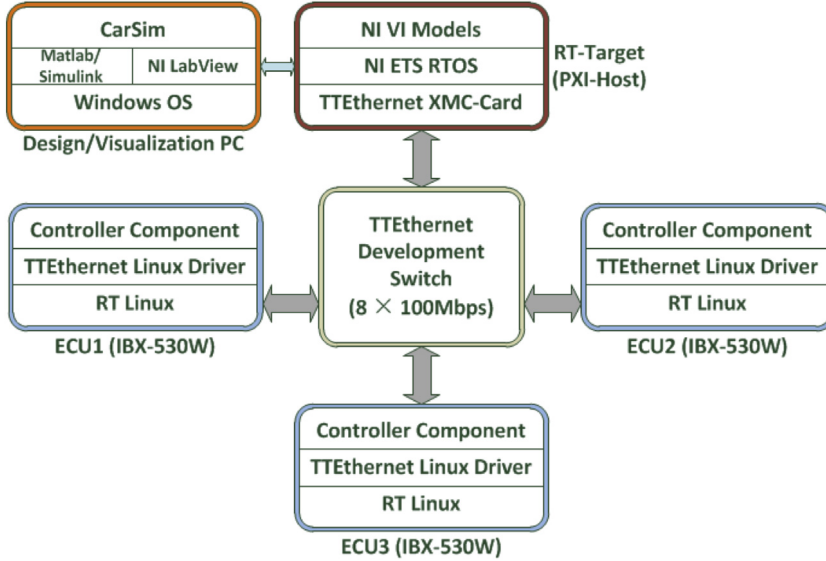 CarSim
Matlab/
Simulink
NI LabView
Windows OS
Design/Visualization PC
NI VI Models
NI ETS RTOS
TTEthernet XMC-Card
RT-Target
(PXI-Host)
TTEthernet
Development
Switch
(8 × 100Mbps)
Controller Component
TTEthernet Linux Driver
RT Linux
ECU1 (IBX-530W)
Controller Component
TTEthernet Linux Driver
RT Linux
ECU2 (IBX-530W)
Controller Component
TTEthernet Linux Driver
RT Linux
ECU3 (IBX-530W)